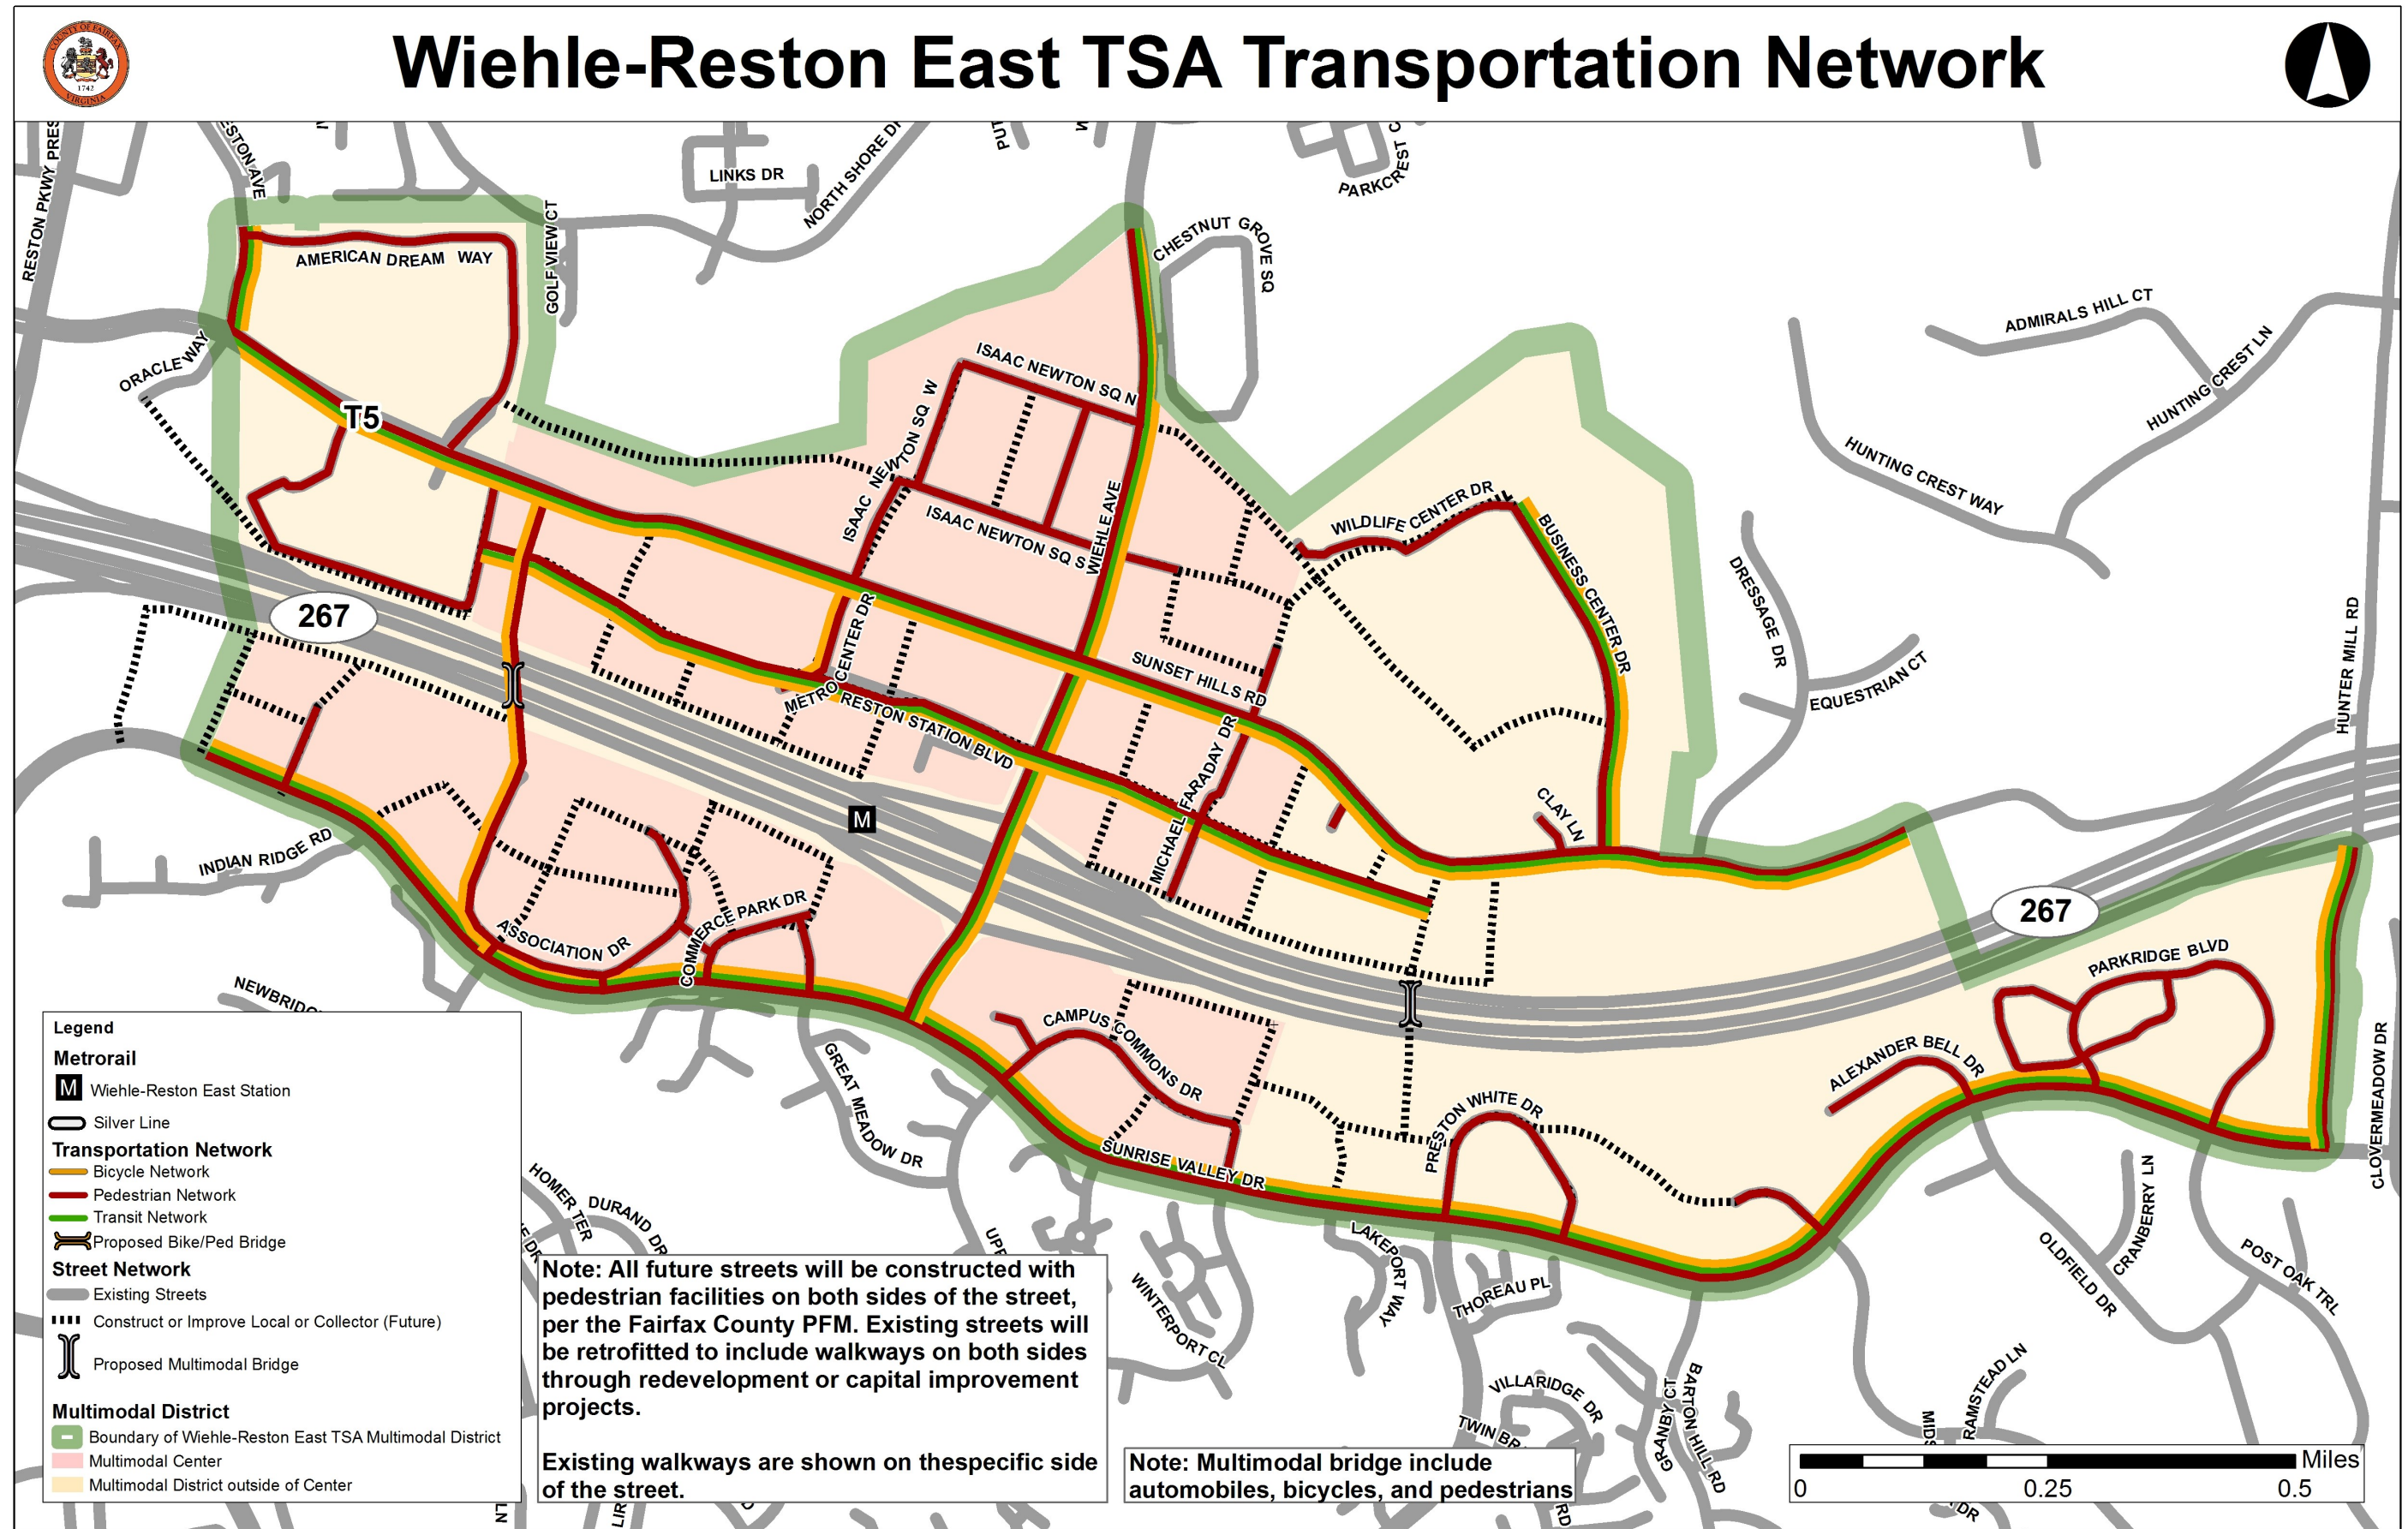 COUNTY OF FAIRFAX
1742
VIRGINIA
Wiehle-Reston East TSA Transportation Network
RESTON PKWY
LINKS DR
NORTH SHORE DR
PARKCREST C
GOLF VIEW CT
CHESTNUT GROVE SQ
AMERICAN DREAM WAY
ADMIRALS HILL CT
HUNTING CREST LN
ORACLE WAY
T5
ISAAC NEWTON SQ N
ISAAC NEWTON SQ W
HUNTING CREST WAY
ISAAC NEWTON SQ S
WIEHLE AVE
WILDLIFE CENTER DR
BUSINESS CENTER DR
DRESSAGE DR
267
METRO CENTER DR
SUNSET HILLS RD
EQUESTRIAN CT
HUNTER MILL RD
RESTON STATION BLVD
MICHAEL FARADAY DR
CLAY LN
M
INDIAN RIDGE RD
ASSOCIATION DR
COMMERCE PARK DR
267
PARKRIDGE BLVD
NEWBRIDG
CAMPUS COMMONS DR
ALEXANDER BELL DR
GREAT MEADOW DR
PRESTON WHITE DR
CLOVERMEADOW DR
SUNRISE VALLEY DR
HOMER TER
DURAND DR
LAKEPORT WAY
THOREAU PL
WINTERPORT CL
OLDFIELD DR
CRANBERRY LN
POST OAK TRL
VILLARIDGE DR
TWIN BR
GRANBY CT
BARTON HILL RD
RAMSTEAD LN
Legend
Metrorail
M Wiehle-Reston East Station
Silver Line
Transportation Network
Bicycle Network
Pedestrian Network
Transit Network
Proposed Bike/Ped Bridge
Street Network
Existing Streets
Construct or Improve Local or Collector (Future)
Proposed Multimodal Bridge
Multimodal District
Boundary of Wiehle-Reston East TSA Multimodal District
Multimodal Center
Multimodal District outside of Center
Note: All future streets will be constructed with
pedestrian facilities on both sides of the street,
per the Fairfax County PFM. Existing streets will
be retrofitted to include walkways on both sides
through redevelopment or capital improvement
projects.
Existing walkways are shown on thespecific side
of the street.
Note: Multimodal bridge include
automobiles, bicycles, and pedestrians
Miles
0 0.25 0.5